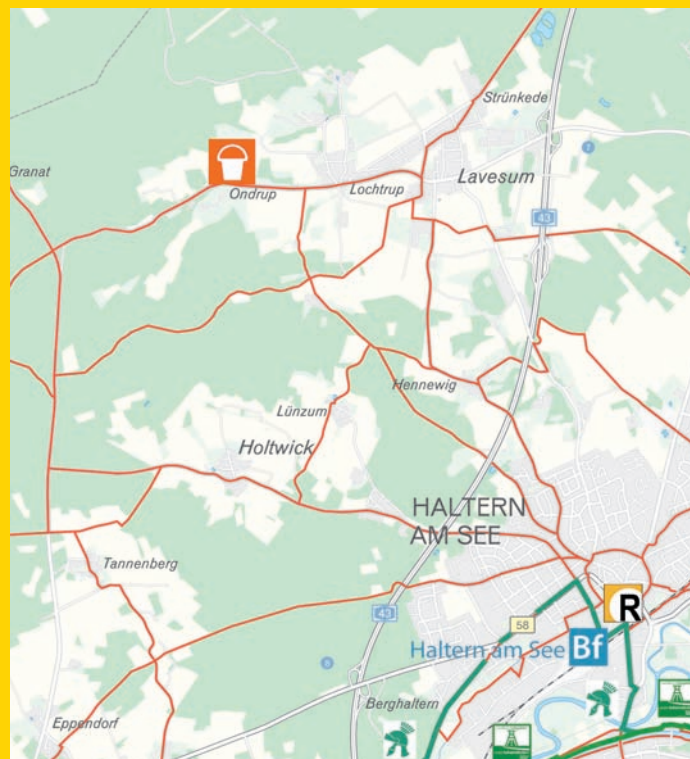 Strünkede
Granat
Ondrup
Lochtrup
Lavesum
43
Hennewig
Lünzum
Holtwick
HALTERN
AM SEE
Tannenberg
43
R
58
Haltern am See Bf
Berghaltern
Eppendorf